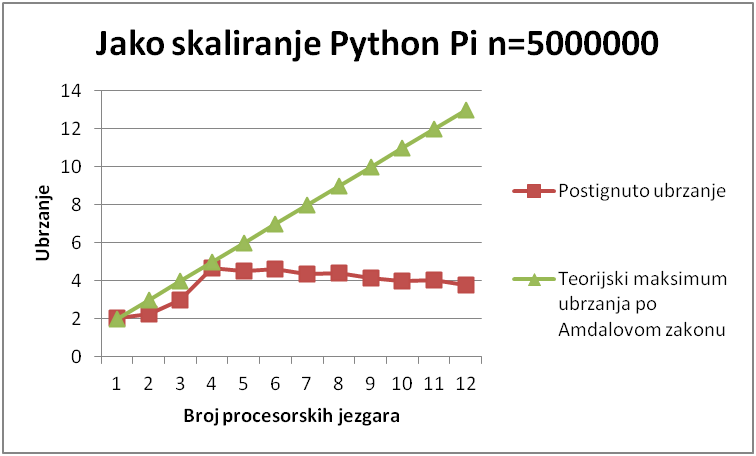 Jako skaliranje Python Pi n=5000000
14
12
10
8
6
4
2
0
Ubrzanje
1 2 3 4 5 6 7 8 9 10 11 12
Broj procesorskih jezgara
Postignuto ubrzanje
Teorijski maksimum
ubrzanja po
Amdalovom zakonu